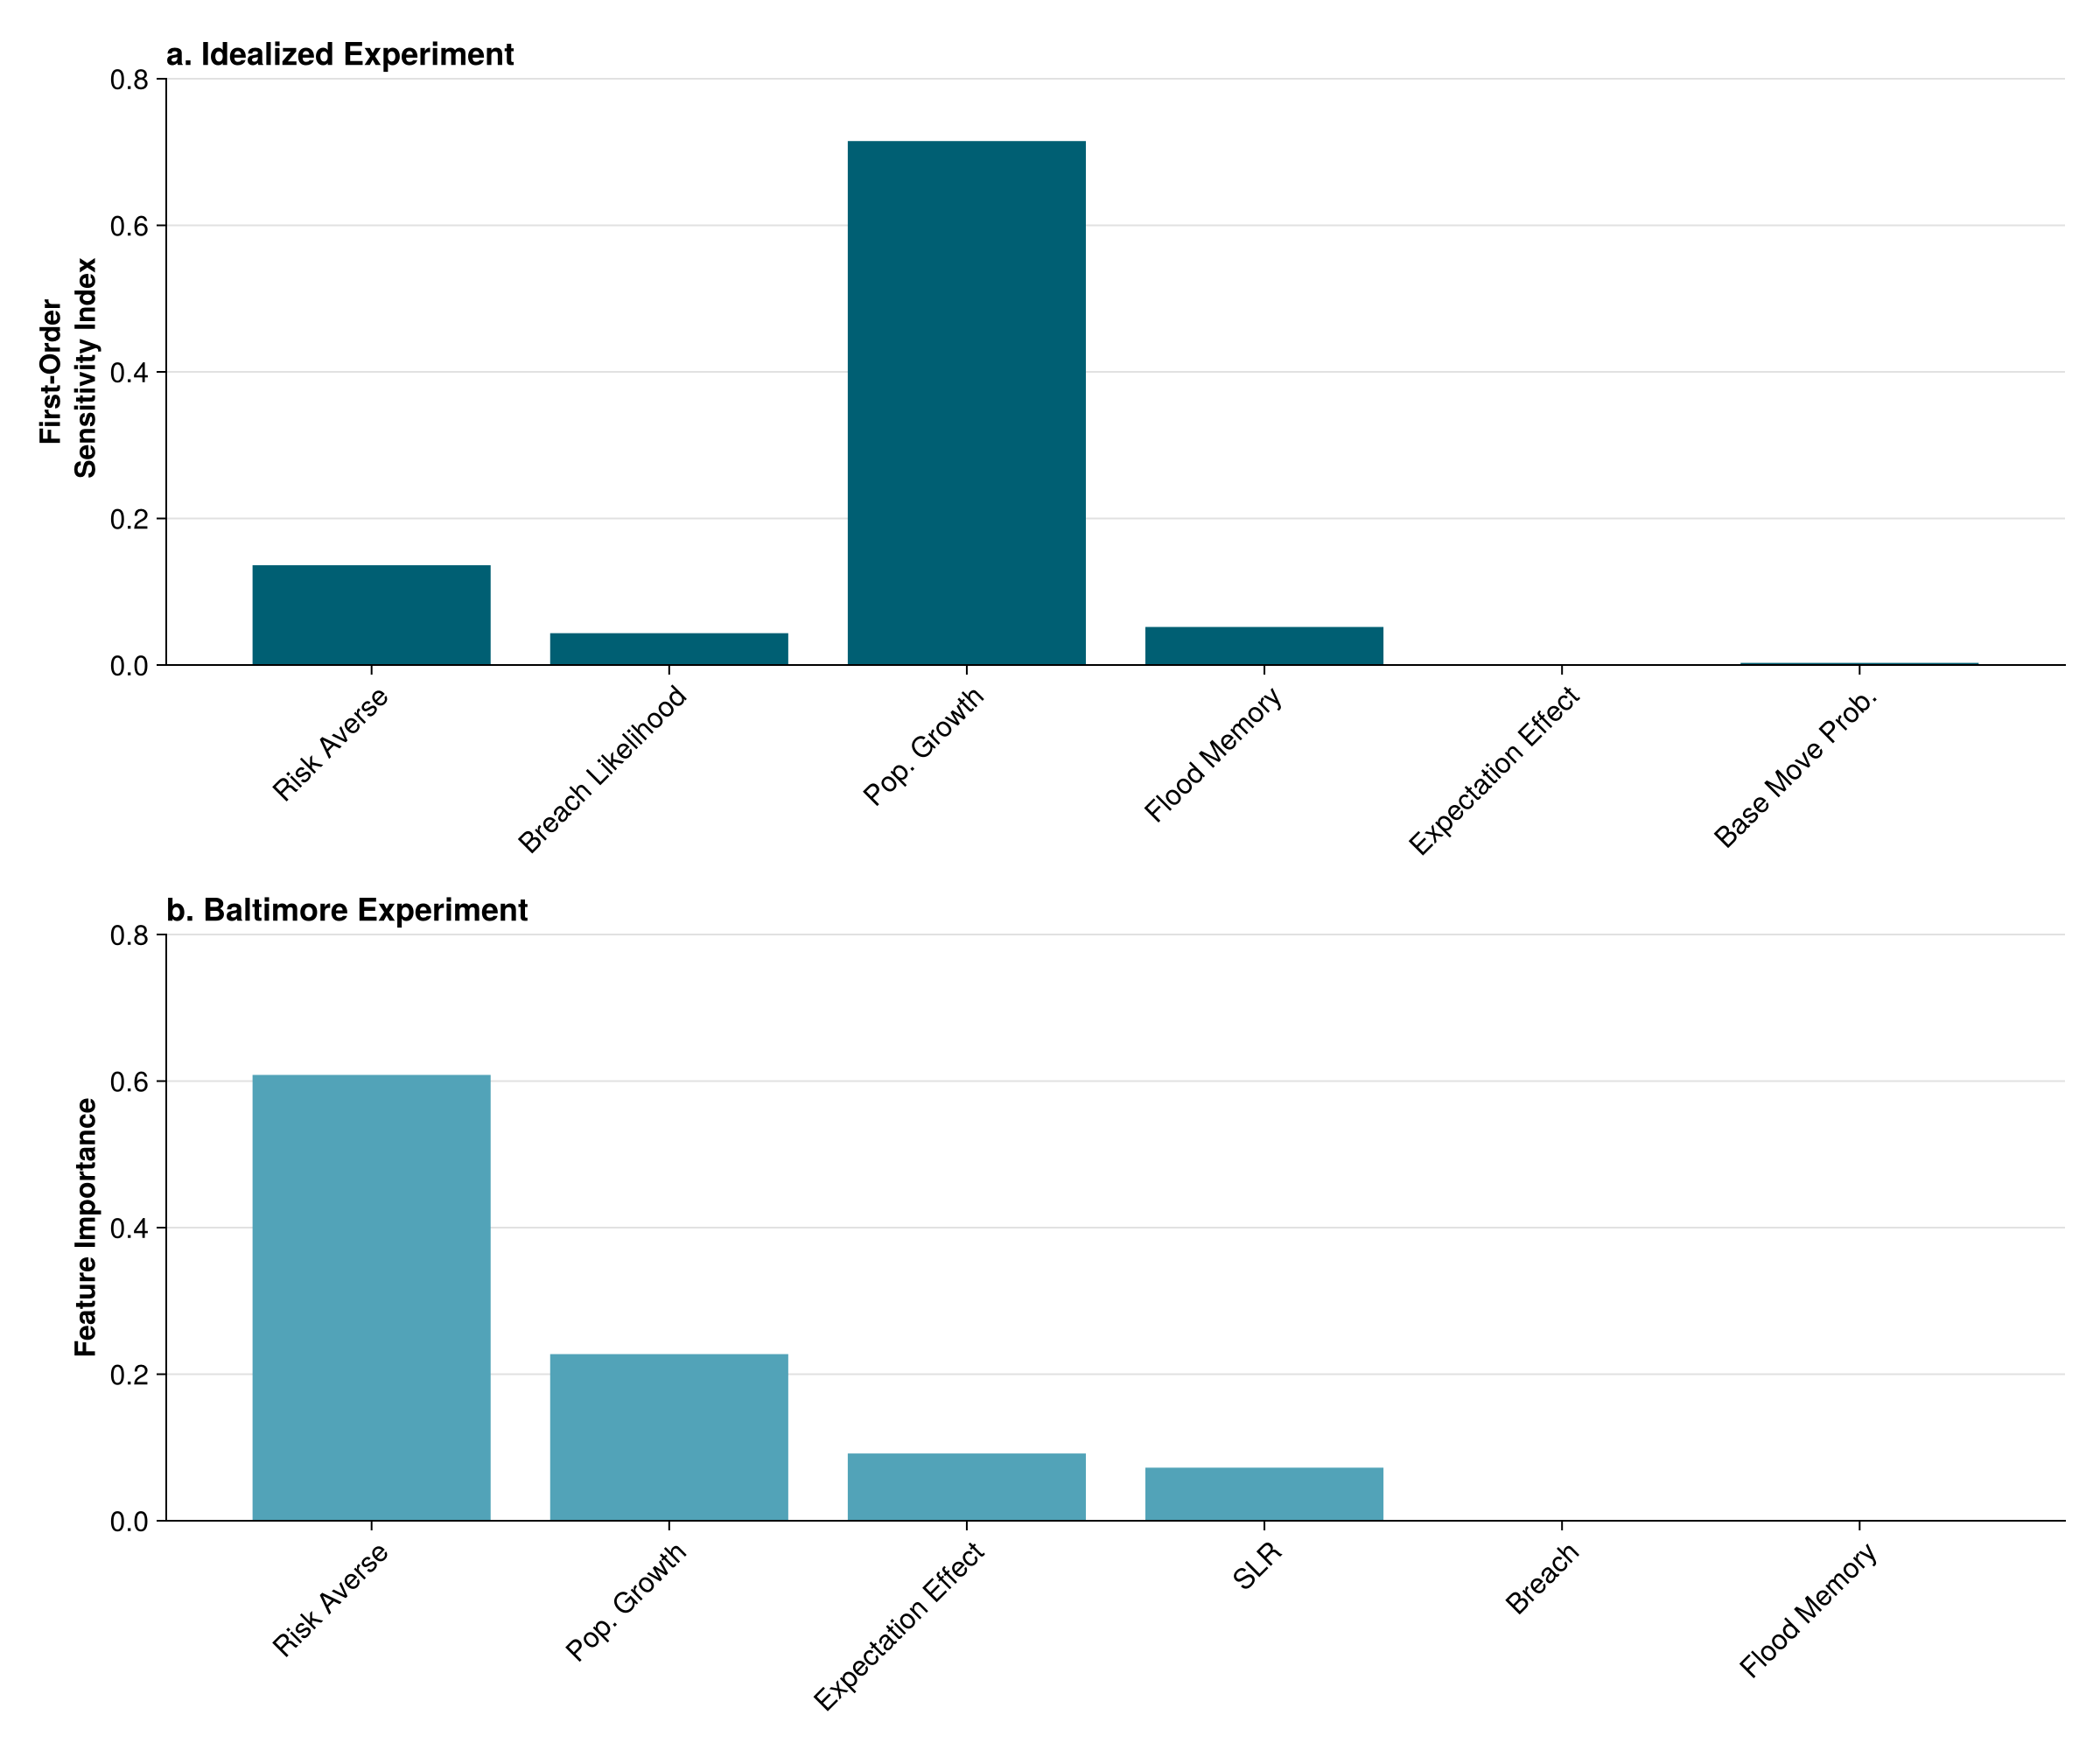 a. Idealized Experiment
First-Order
Sensitivity Index
0.8
0.6
0.4
0.2
0.0
Risk Averse
Breach Likelihood
Pop. Growth
Flood Memory
Expectation Effect
Base Move Prob.
b. Baltimore Experiment
Feature Importance
0.8
0.6
0.4
0.2
0.0
Risk Averse
Pop. Growth
Expectation Effect
SLR
Breach
Flood Memory